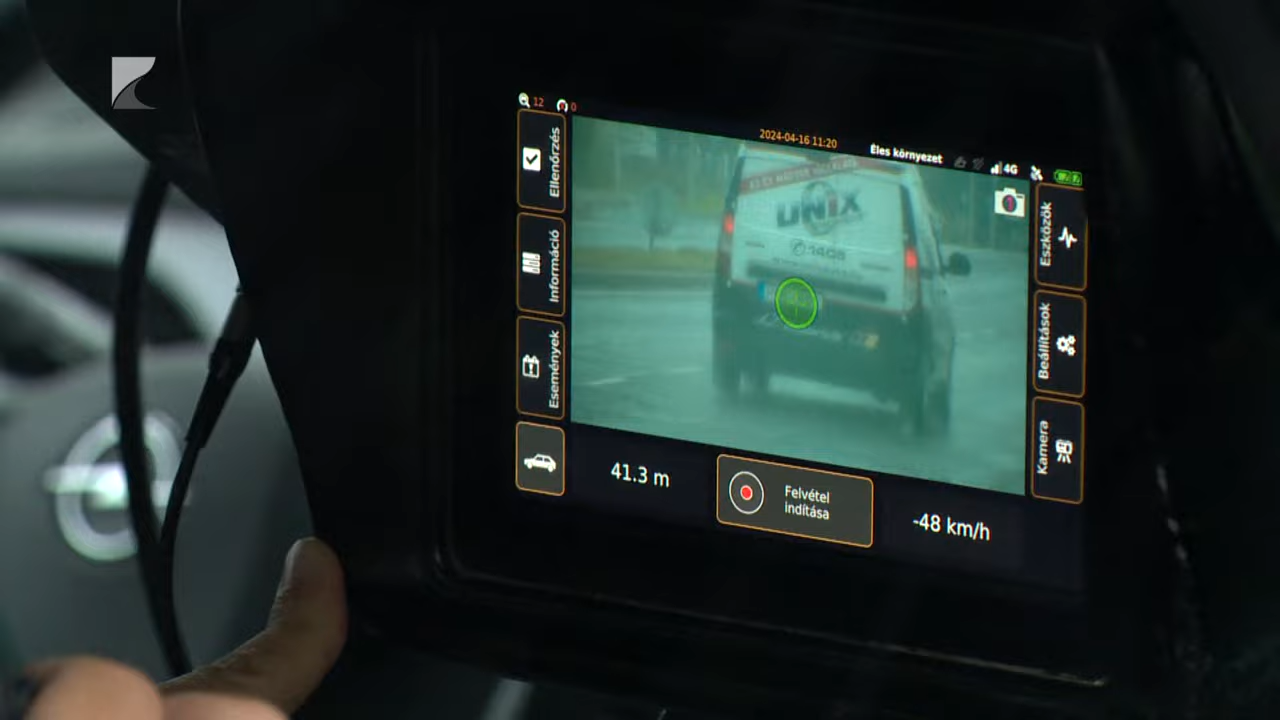 12
0
2024-04-16 11:20
Éles környezet
4G
Ellenőrzés
Információ
Események
UNIX
Eszközök
Beállítások
Kamera
41.3 m
Felvétel
indítása
-48 km/h